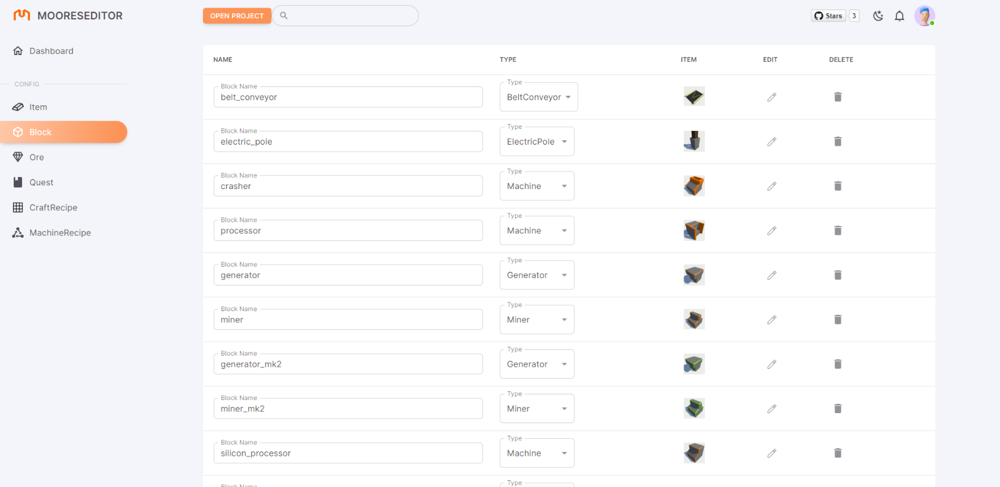 MOORESEDITOR
OPEN PROJECT
Stars 3
Dashboard
CONFIG
Item
Block
Ore
Quest
CraftRecipe
MachineRecipe
NAME TYPE ITEM EDIT DELETE
Block Name Type
belt_conveyor BeltConveyor
Block Name Type
electric_pole ElectricPole
Block Name Type
crasher Machine
Block Name Type
processor Machine
Block Name Type
generator Generator
Block Name Type
miner Miner
Block Name Type
generator_mk2 Generator
Block Name Type
miner_mk2 Miner
Block Name Type
silicon_processor Machine
Block Name Type